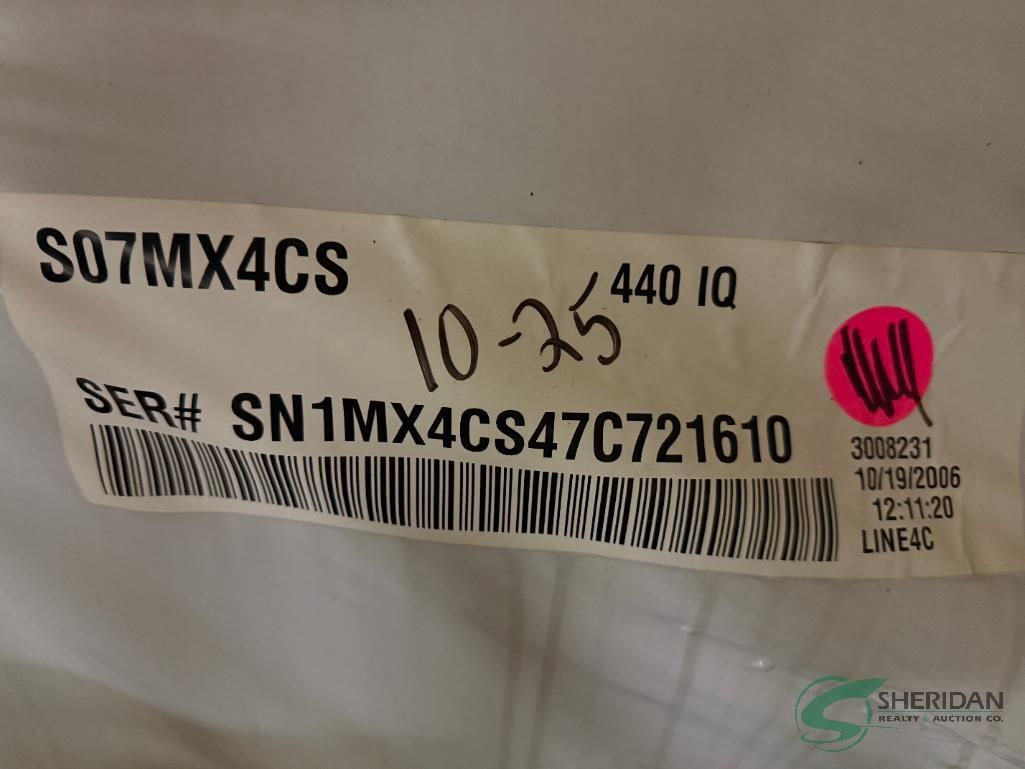 S07MX4CS
440 IQ
10-25
SER# SN1MX4CS47C721610
3008231
10/19/2006
12:11:20
LINE4C
SHERIDAN
REALTY & AUCTION CO.